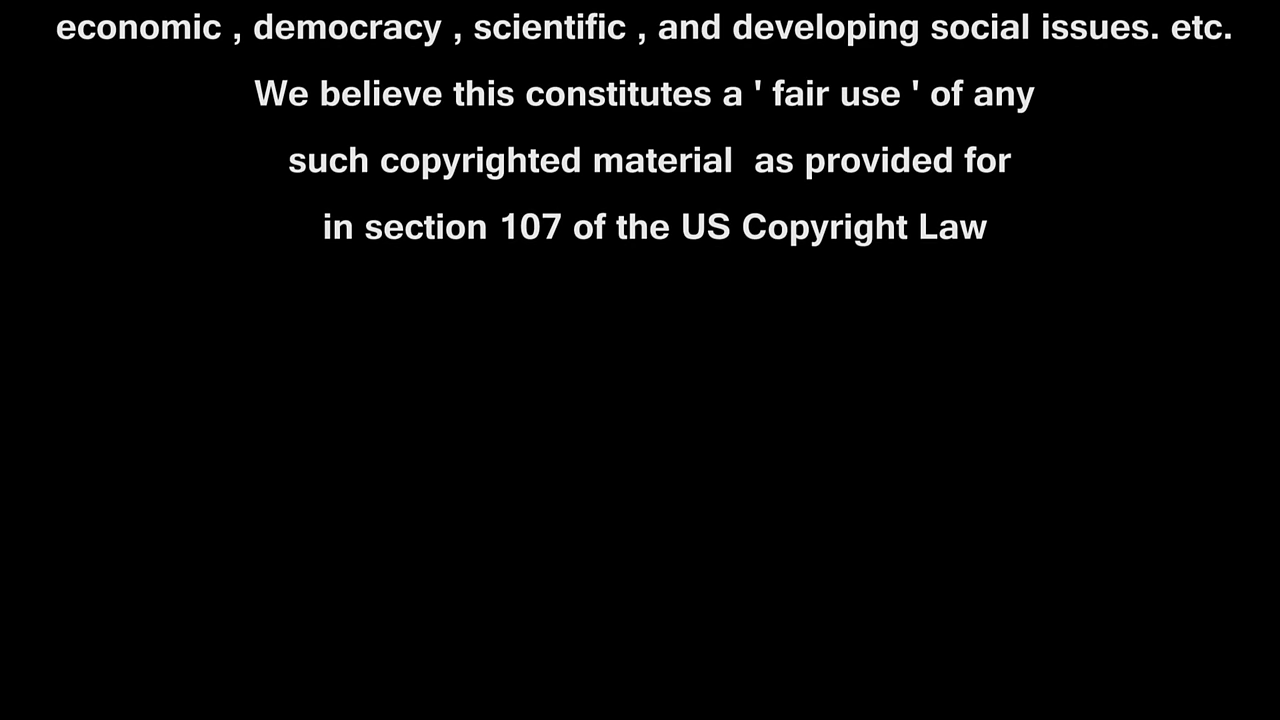 economic , democracy , scientific , and developing social issues. etc.
We believe this constitutes a ' fair use ' of any
such copyrighted material  as provided for
in section 107 of the US Copyright Law